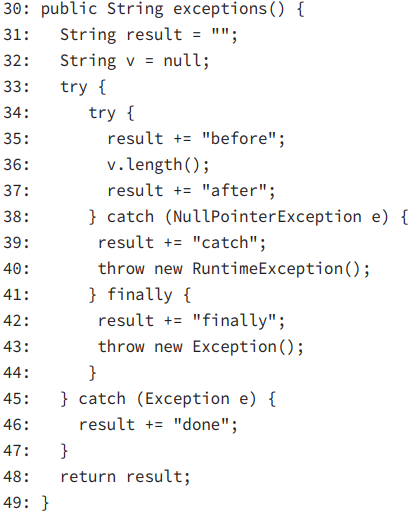 30: public String exceptions() {
31:   String result = "";
32:   String v = null;
33:   try {
34:      try {
35:        result += "before";
36:        v.length();
37:        result += "after";
38:      } catch (NullPointerException e) {
39:       result += "catch";
40:       throw new RuntimeException();
41:      } finally {
42:       result += "finally";
43:       throw new Exception();
44:      }
45:   } catch (Exception e) {
46:     result += "done";
47:   }
48:   return result;
49: }